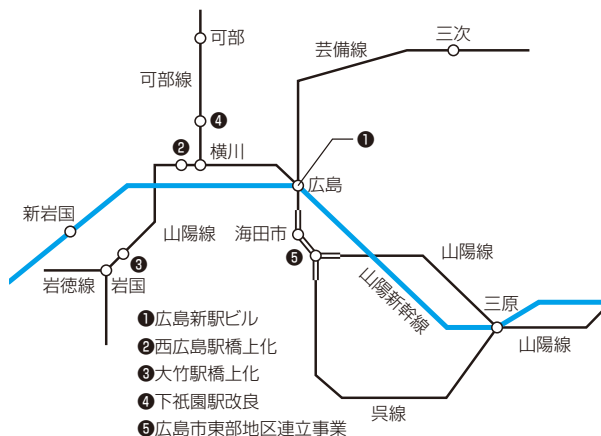 可部
三次
芸備線
可部線
❹
❷
横川
❶
広島
新岩国
山陽線
海田市
❺
山陽線
❸
山陽新幹線
岩徳線
岩国
三原
山陽線
呉線
❶広島新駅ビル
❷西広島駅橋上化
❸大竹駅橋上化
❹下祗園駅改良
❺広島市東部地区連立事業